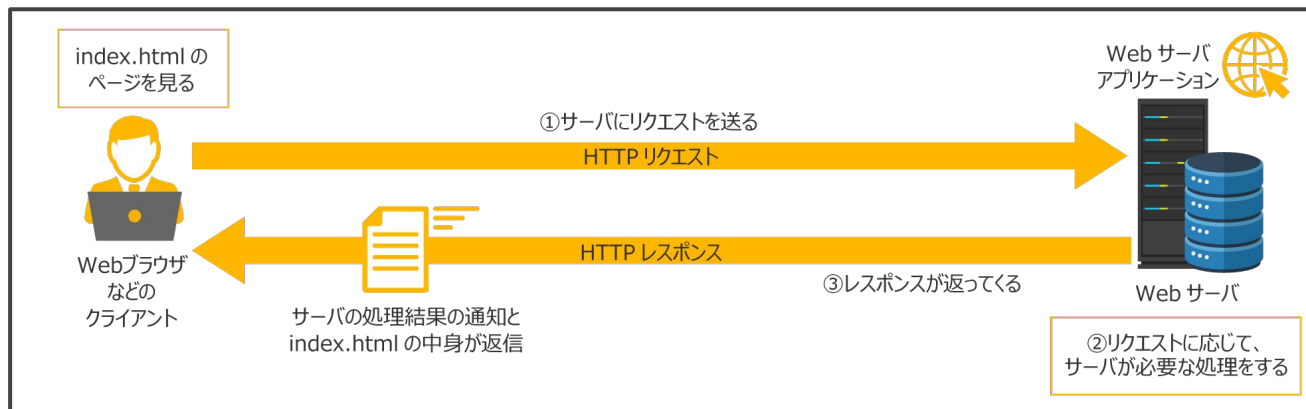 index.html の
ページを見る
Web サーバ
アプリケーション
①サーバにリクエストを送る
HTTP リクエスト
HTTP レスポンス
③レスポンスが返ってくる
Webブラウザ
などの
クライアント
サーバの処理結果の通知と
index.html の中身が返信
Web サーバ
②リクエストに応じて、
サーバが必要な処理をする